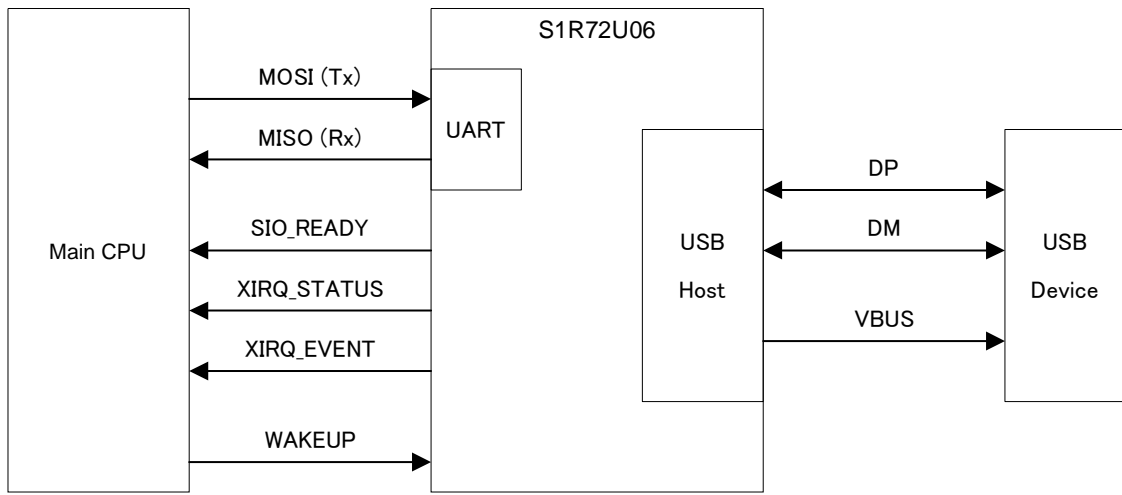 S1R72U06
MOSI (Tx)
UART
MISO (Rx)
DP
SIO_READY
DM
Main CPU
USB
Host
USB
Device
XIRQ_STATUS
VBUS
XIRQ_EVENT
WAKEUP